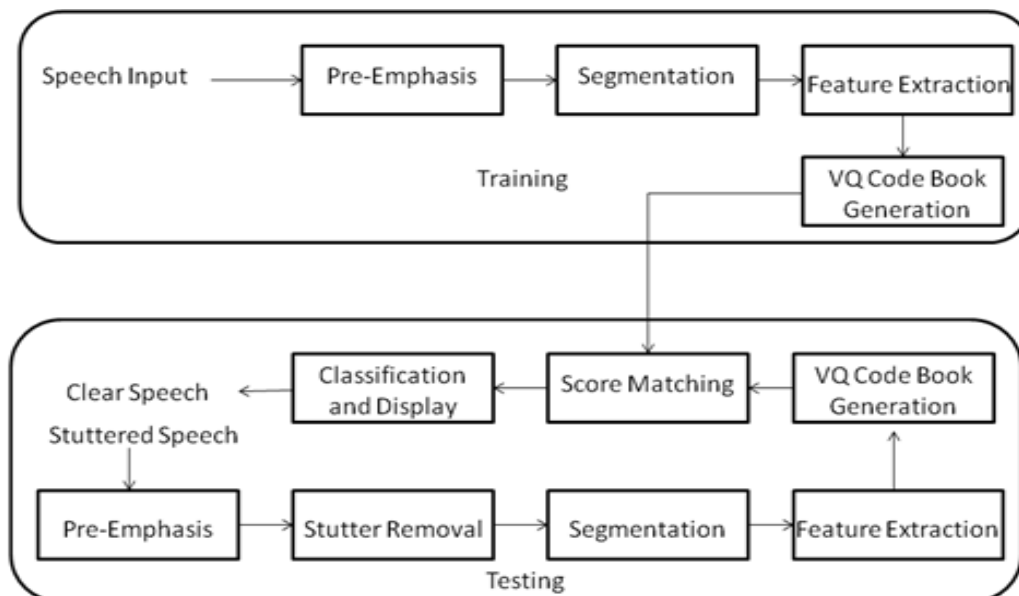 Speech Input
Pre-Emphasis
Segmentation
Feature Extraction
Training
VQ Code Book
Generation
Classification
and Display
Score Matching
VQ Code Book
Generation
Clear Speech
Stuttered Speech
Pre-Emphasis
Stutter Removal
Segmentation
Feature Extraction
Testing